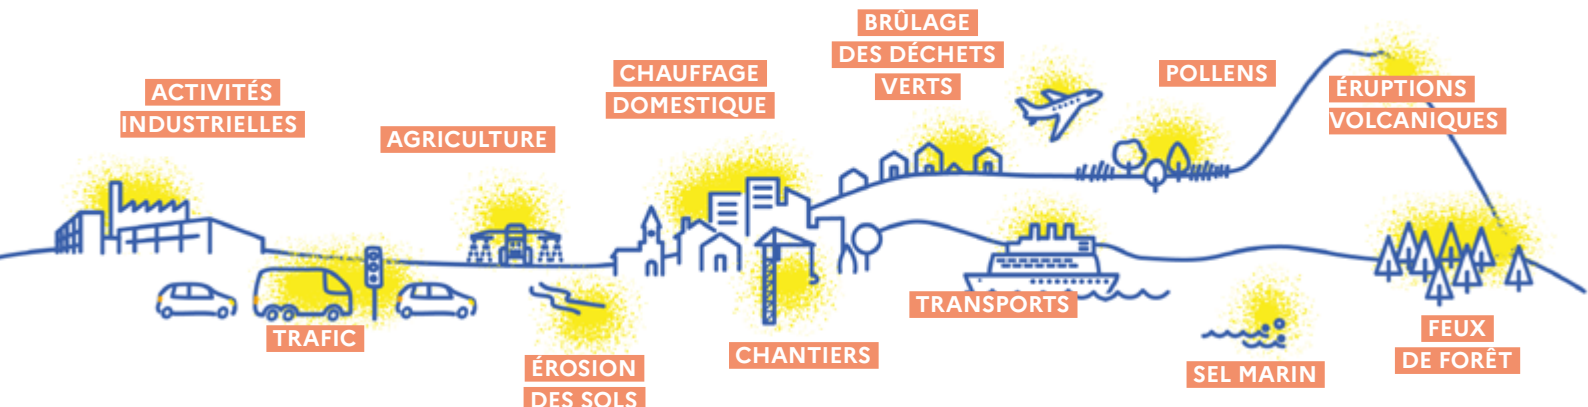 ACTIVITÉS
INDUSTRIELLES
TRAFIC
AGRICULTURE
ÉROSION
DES SOLS
CHAUFFAGE
DOMESTIQUE
CHANTIERS
BRÛLAGE
DES DÉCHETS
VERTS
TRANSPORTS
POLLENS
SEL MARIN
ÉRUPTIONS
VOLCANIQUES
FEUX
DE FORÊT